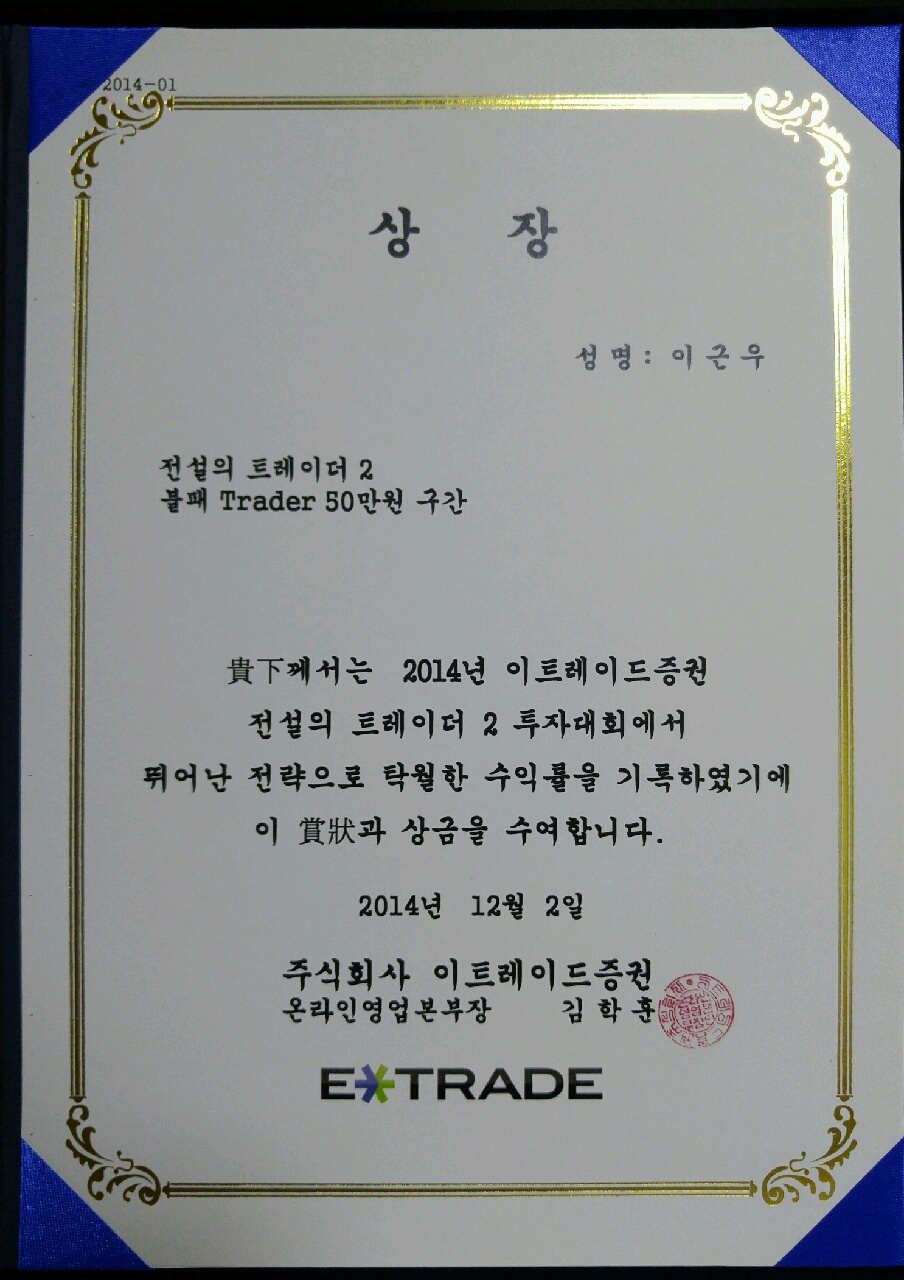 2014-01
상 장
성명: 이근우
전설의 트레이더 2
불패 Trader 50만원 구간
貴下께서는 2014년 이트레이드증권
전설의 트레이더 2 투자대회에서
뛰어난 전략으로 탁월한 수익률을 기록하였기에
이 賞狀과 상금을 수여합니다.
2014년 12월 2일
주식회사 이트레이드증권
온라인영업본부장 김학훈
E*TRADE